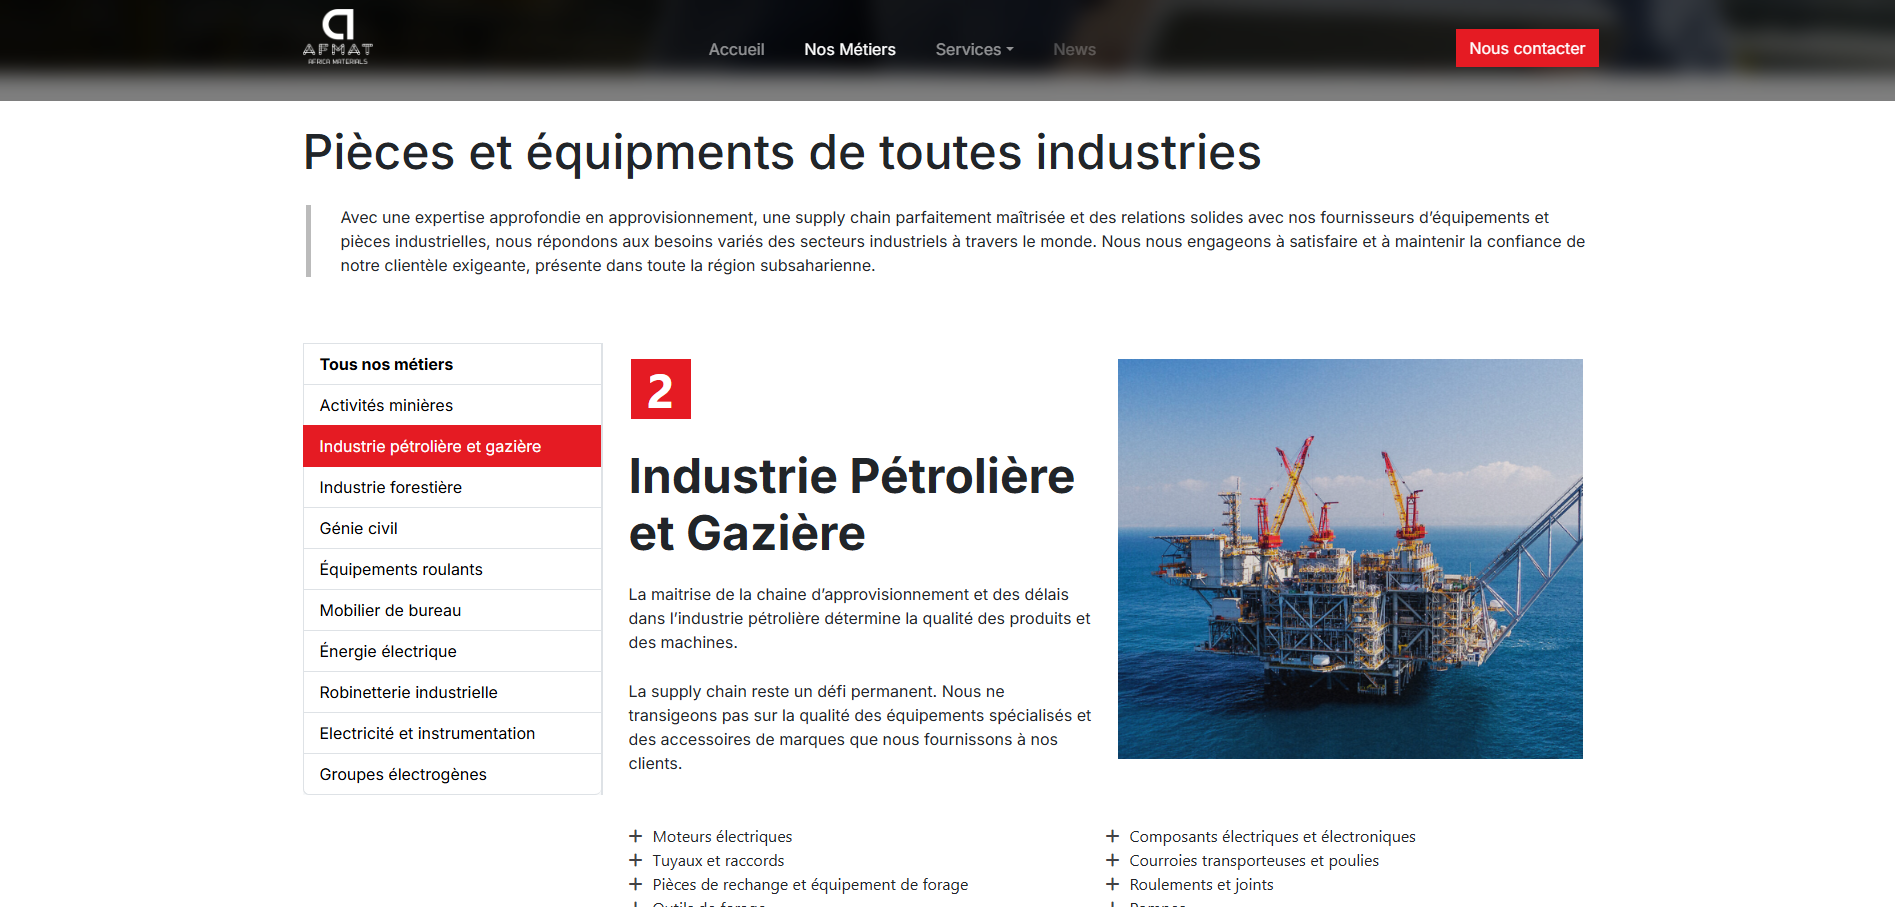 AFMAT
AFRICA MATERIALS
Accueil
Nos Métiers
Services
News
Nous contacter
Pièces et équipments de toutes industries
Avec une expertise approfondie en approvisionnement, une supply chain parfaitement maîtrisée et des relations solides avec nos fournisseurs d’équipements et
pièces industrielles, nous répondons aux besoins variés des secteurs industriels à travers le monde. Nous nous engageons à satisfaire et à maintenir la confiance de
notre clientèle exigeante, présente dans toute la région subsaharienne.
Tous nos métiers
Activités minières
Industrie pétrolière et gazière
Industrie forestière
Génie civil
Équipements roulants
Mobilier de bureau
Énergie électrique
Robinetterie industrielle
Electricité et instrumentation
Groupes électrogènes
2
Industrie Pétrolière
et Gazière
La maitrise de la chaine d’approvisionnement et des délais
dans l’industrie pétrolière détermine la qualité des produits et
des machines.
La supply chain reste un défi permanent. Nous ne
transigeons pas sur la qualité des équipements spécialisés et
des accessoires de marques que nous fournissons à nos
clients.
Moteurs électriques
Tuyaux et raccords
Pièces de rechange et équipement de forage
Outils de forage
Composants électriques et électroniques
Courroies transporteuses et poulies
Roulements et joints
Pompes